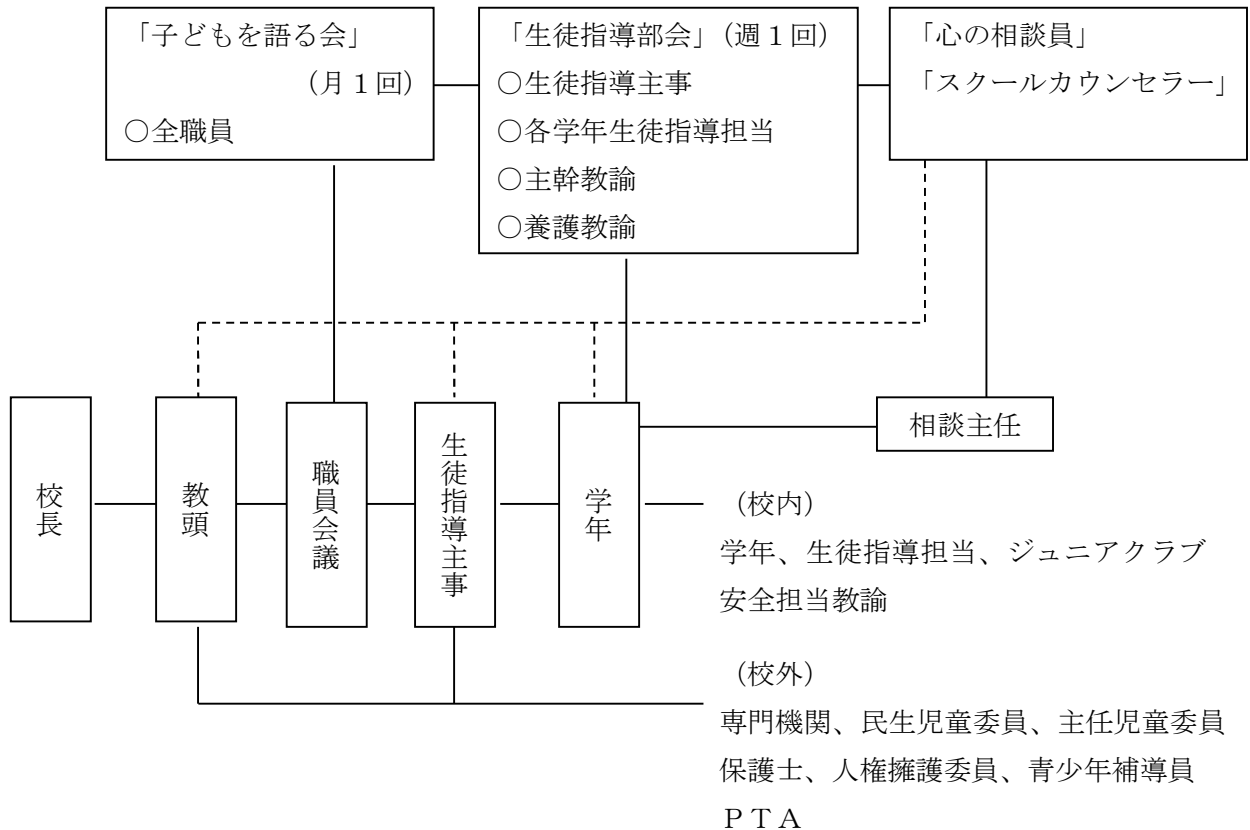 「子どもを語る会」
（月１回）
○全職員
「生徒指導部会」（週１回）
○生徒指導主事
○各学年生徒指導担当
○主幹教諭
○養護教諭
「心の相談員」
「スクールカウンセラー」
相談主任
校長
教頭
職員会議
生徒指導主事
学年
（校内）
学年、生徒指導担当、ジュニアクラブ
安全担当教諭
（校外）
専門機関、民生児童委員、主任児童委員
保護士、人権擁護委員、青少年補導員
ＰＴＡ